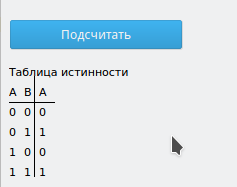 Подсчитать
Таблица истинности
A B A
0 0 0
0 1 1
1 0 0
1 1 1